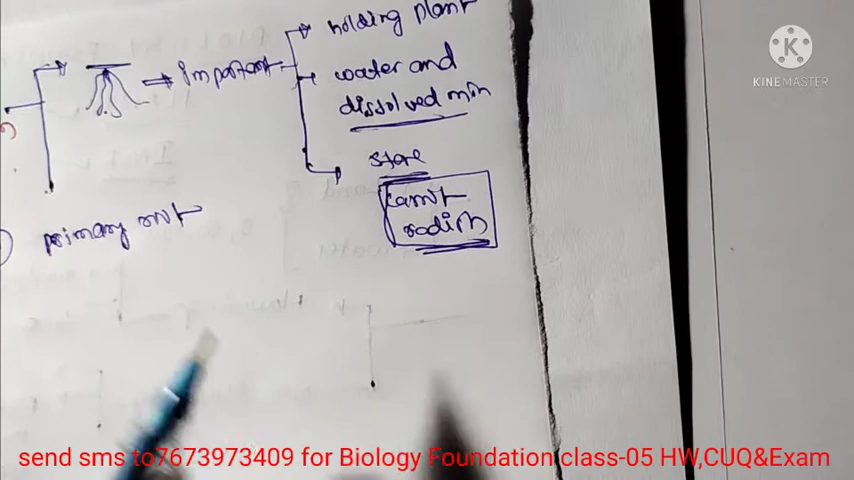 holding plant
important
water and
dissolved min
store
carrot
radish
primary root
KINEMASTER
send sms to7673973409 for Biology Foundation class-05 HW,CUQ&Exam